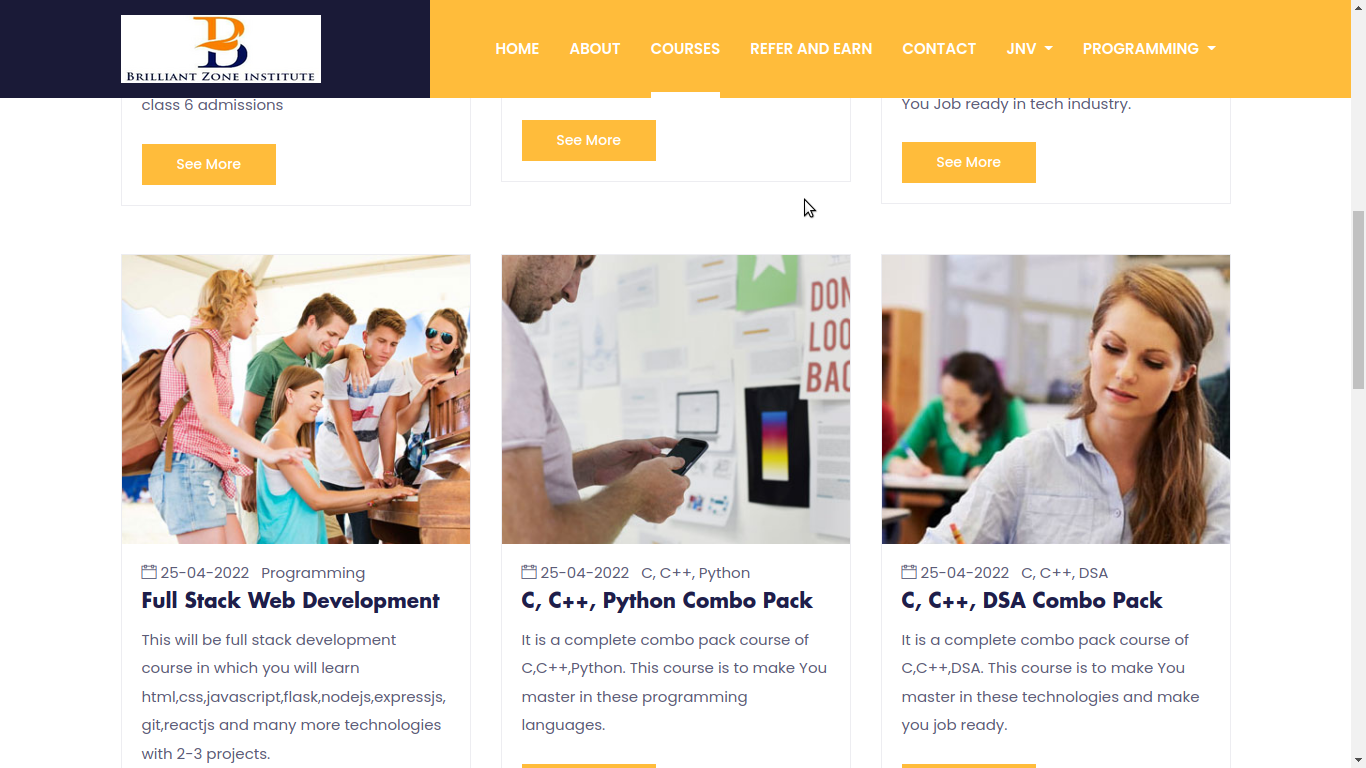 BRILLIANT ZONE INSTITUTE
HOME ABOUT COURSES REFER AND EARN CONTACT JNV PROGRAMMING
class 6 admissions
See More
See More
You Job ready in tech industry.
See More
DON
LOO
BAC
25-04-2022 Programming
Full Stack Web Development
This will be full stack development
course in which you will learn
html,css,javascript,flask,nodejs,expressjs,
git,reactjs and many more technologies
with 2-3 projects.
25-04-2022 C, C++, Python
C, C++, Python Combo Pack
It is a complete combo pack course of
C,C++,Python. This course is to make You
master in these programming
languages.
25-04-2022 C, C++, DSA
C, C++, DSA Combo Pack
It is a complete combo pack course of
C,C++,DSA. This course is to make You
master in these technologies and make
you job ready.